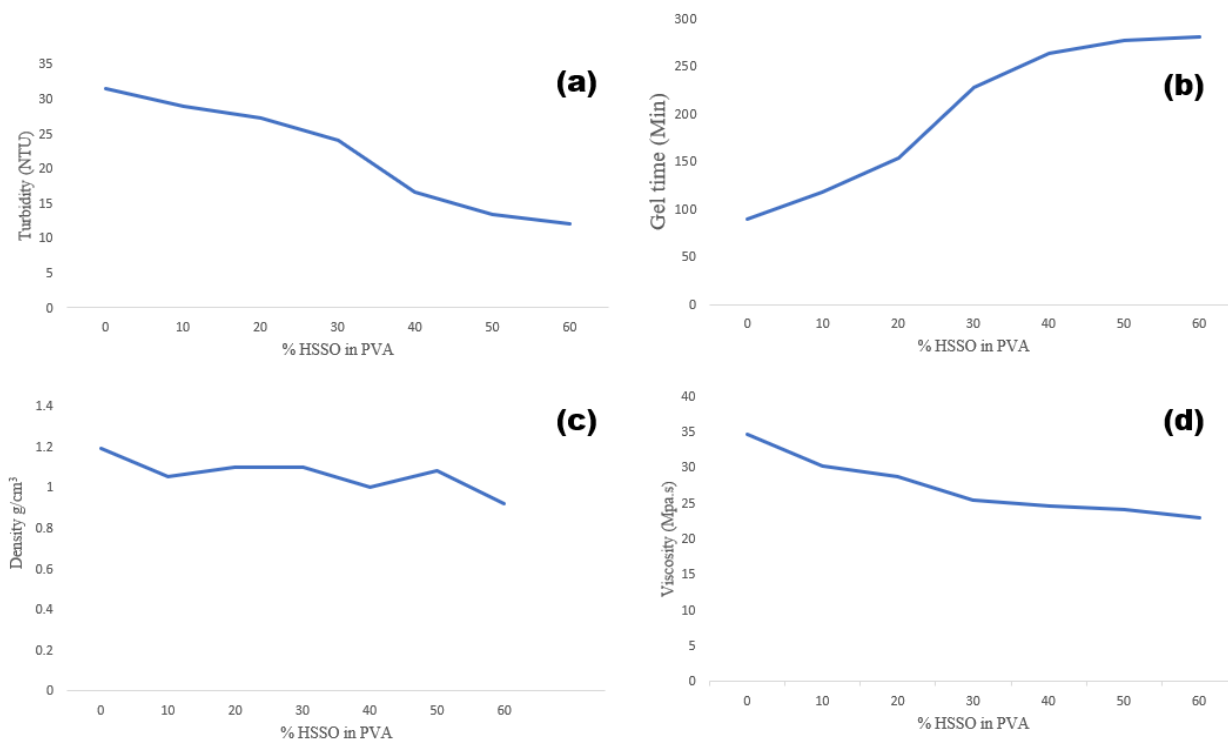 (a)
35
30
25
20
15
10
5
0
Turbidity (NTU)
0 10 20 30 40 50 60
% HSSO in PVA
(b)
300
250
200
150
100
50
0
Gel time (Min)
0 10 20 30 40 50 60
% HSSO in PVA
(c)
1.4
1.2
1
0.8
0.6
0.4
0.2
0
Density g/cm³
0 10 20 30 40 50 60
% HSSO in PVA
(d)
40
35
30
25
20
15
10
5
0
Viscosity (Mpa.s)
0 10 20 30 40 50 60
% HSSO in PVA